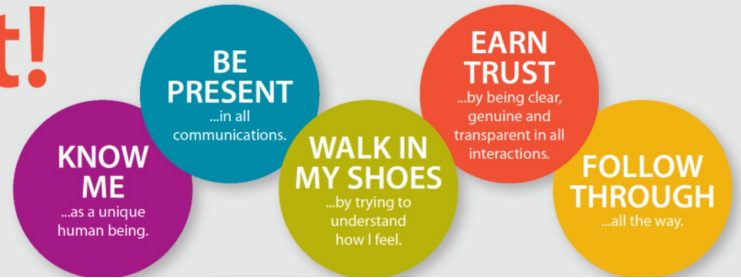 t!
KNOW
ME
...as a unique
human being.
BE
PRESENT
...in all
communications.
WALK IN
MY SHOES
...by trying to
understand
how I feel.
EARN
TRUST
...by being clear,
genuine and
transparent in all
interactions.
FOLLOW
THROUGH
...all the way.